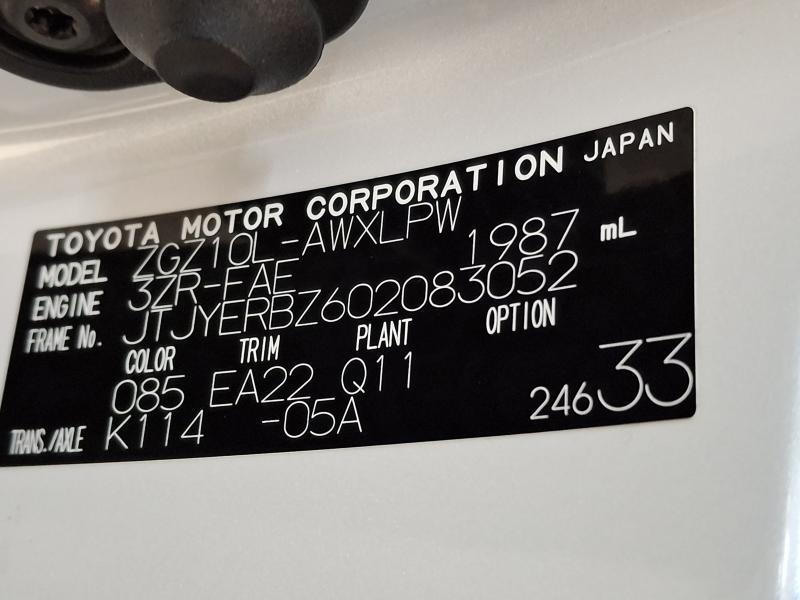 TOYOTA MOTOR CORPORATION JAPAN
MODEL ZGZ10L-AWXLPW
ENGINE 3ZR-FAE 1987 mL
FRAME No. JTJYERBZ602083052
COLOR TRIM PLANT OPTION
085 EA22 Q11
TRANS./AXLE K114 -05A 24633